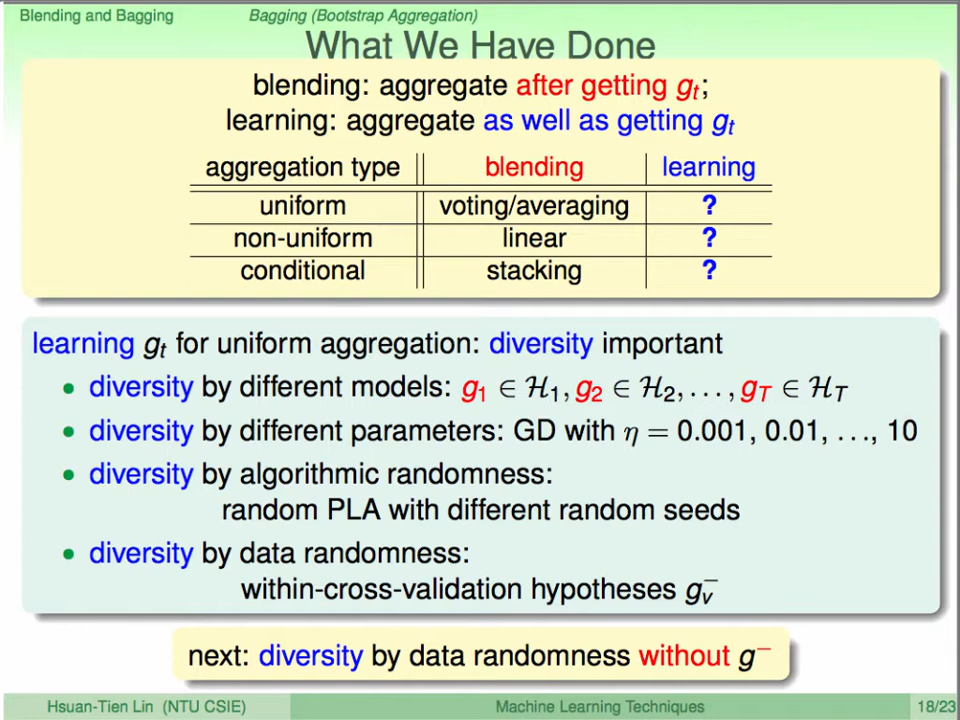 Blending and Bagging
Bagging (Bootstrap Aggregation)
What We Have Done
blending: aggregate after getting gₜ;
learning: aggregate as well as getting gₜ
aggregation type blending learning
uniform voting/averaging ?
non-uniform linear ?
conditional stacking ?
learning gₜ for uniform aggregation: diversity important
• diversity by different models: g₁ ∈ ℋ₁, g₂ ∈ ℋ₂, . . . , g_T ∈ ℋ_T
• diversity by different parameters: GD with η = 0.001, 0.01, . . ., 10
• diversity by algorithmic randomness:
random PLA with different random seeds
• diversity by data randomness:
within-cross-validation hypotheses gᵥ⁻
next: diversity by data randomness without g⁻
Hsuan-Tien Lin (NTU CSIE) Machine Learning Techniques 18/23